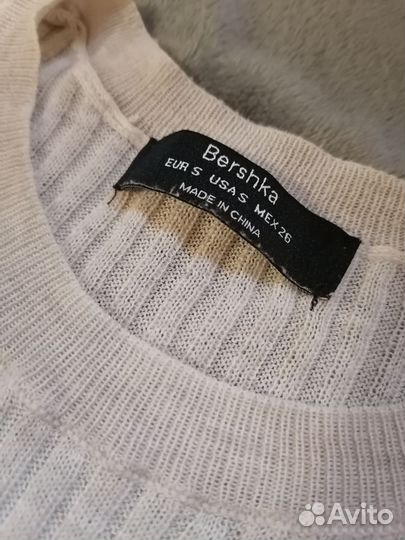 Bershka
EUR S USA S MEX 26
MADE IN CHINA
Avito